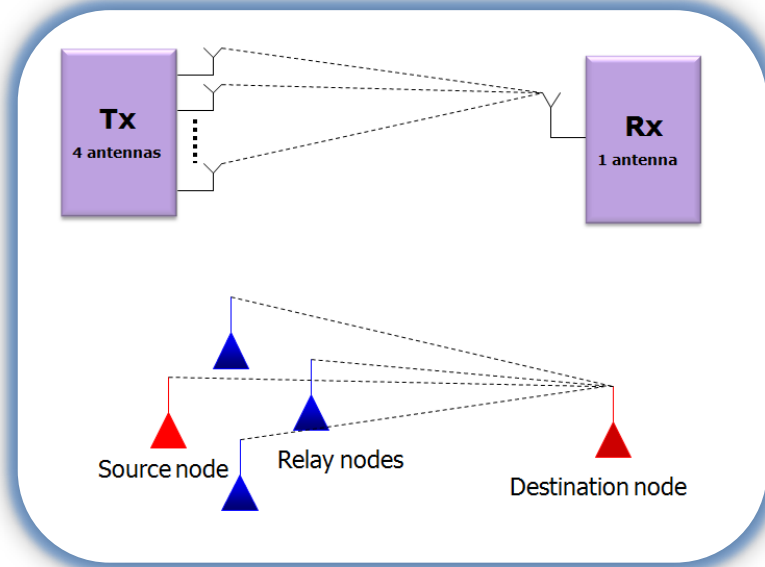 Tx
4 antennas
Rx
1 antenna
Source node
Relay nodes
Destination node